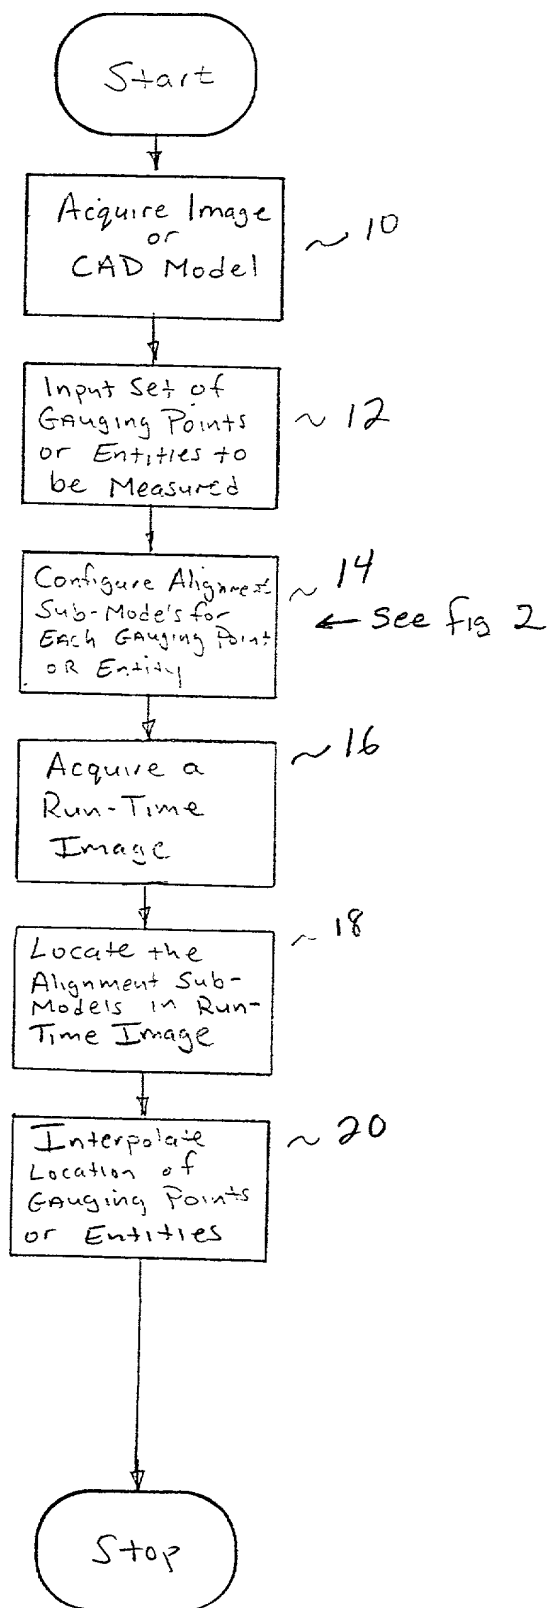 Start
Acquire Image
or
CAD Model
~ 10
Input Set of
Gauging Points
or Entities to
be Measured
~ 12
Configure Alignment
Sub-Models for
Each Gauging Point
OR Entity
~ 14
← See fig 2
Acquire a
Run-Time
Image
~ 16
Locate the
Alignment Sub-
Models in Run-
Time Image
~ 18
Interpolate
Location of
Gauging Points
or Entities
~ 20
Stop